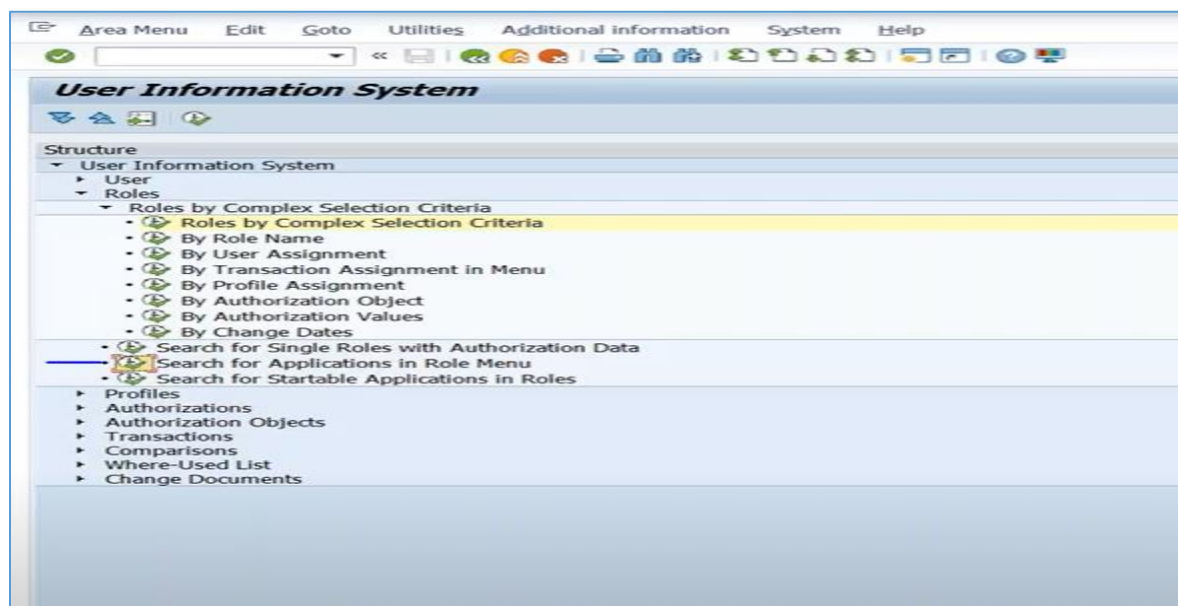 Area Menu Edit Goto Utilities Additional information System Help
User Information System
Structure
User Information System
User
Roles
Roles by Complex Selection Criteria
Roles by Complex Selection Criteria
By Role Name
By User Assignment
By Transaction Assignment in Menu
By Profile Assignment
By Authorization Object
By Authorization Values
By Change Dates
Search for Single Roles with Authorization Data
Search for Applications in Role Menu
Search for Startable Applications in Roles
Profiles
Authorizations
Authorization Objects
Transactions
Comparisons
Where-Used List
Change Documents